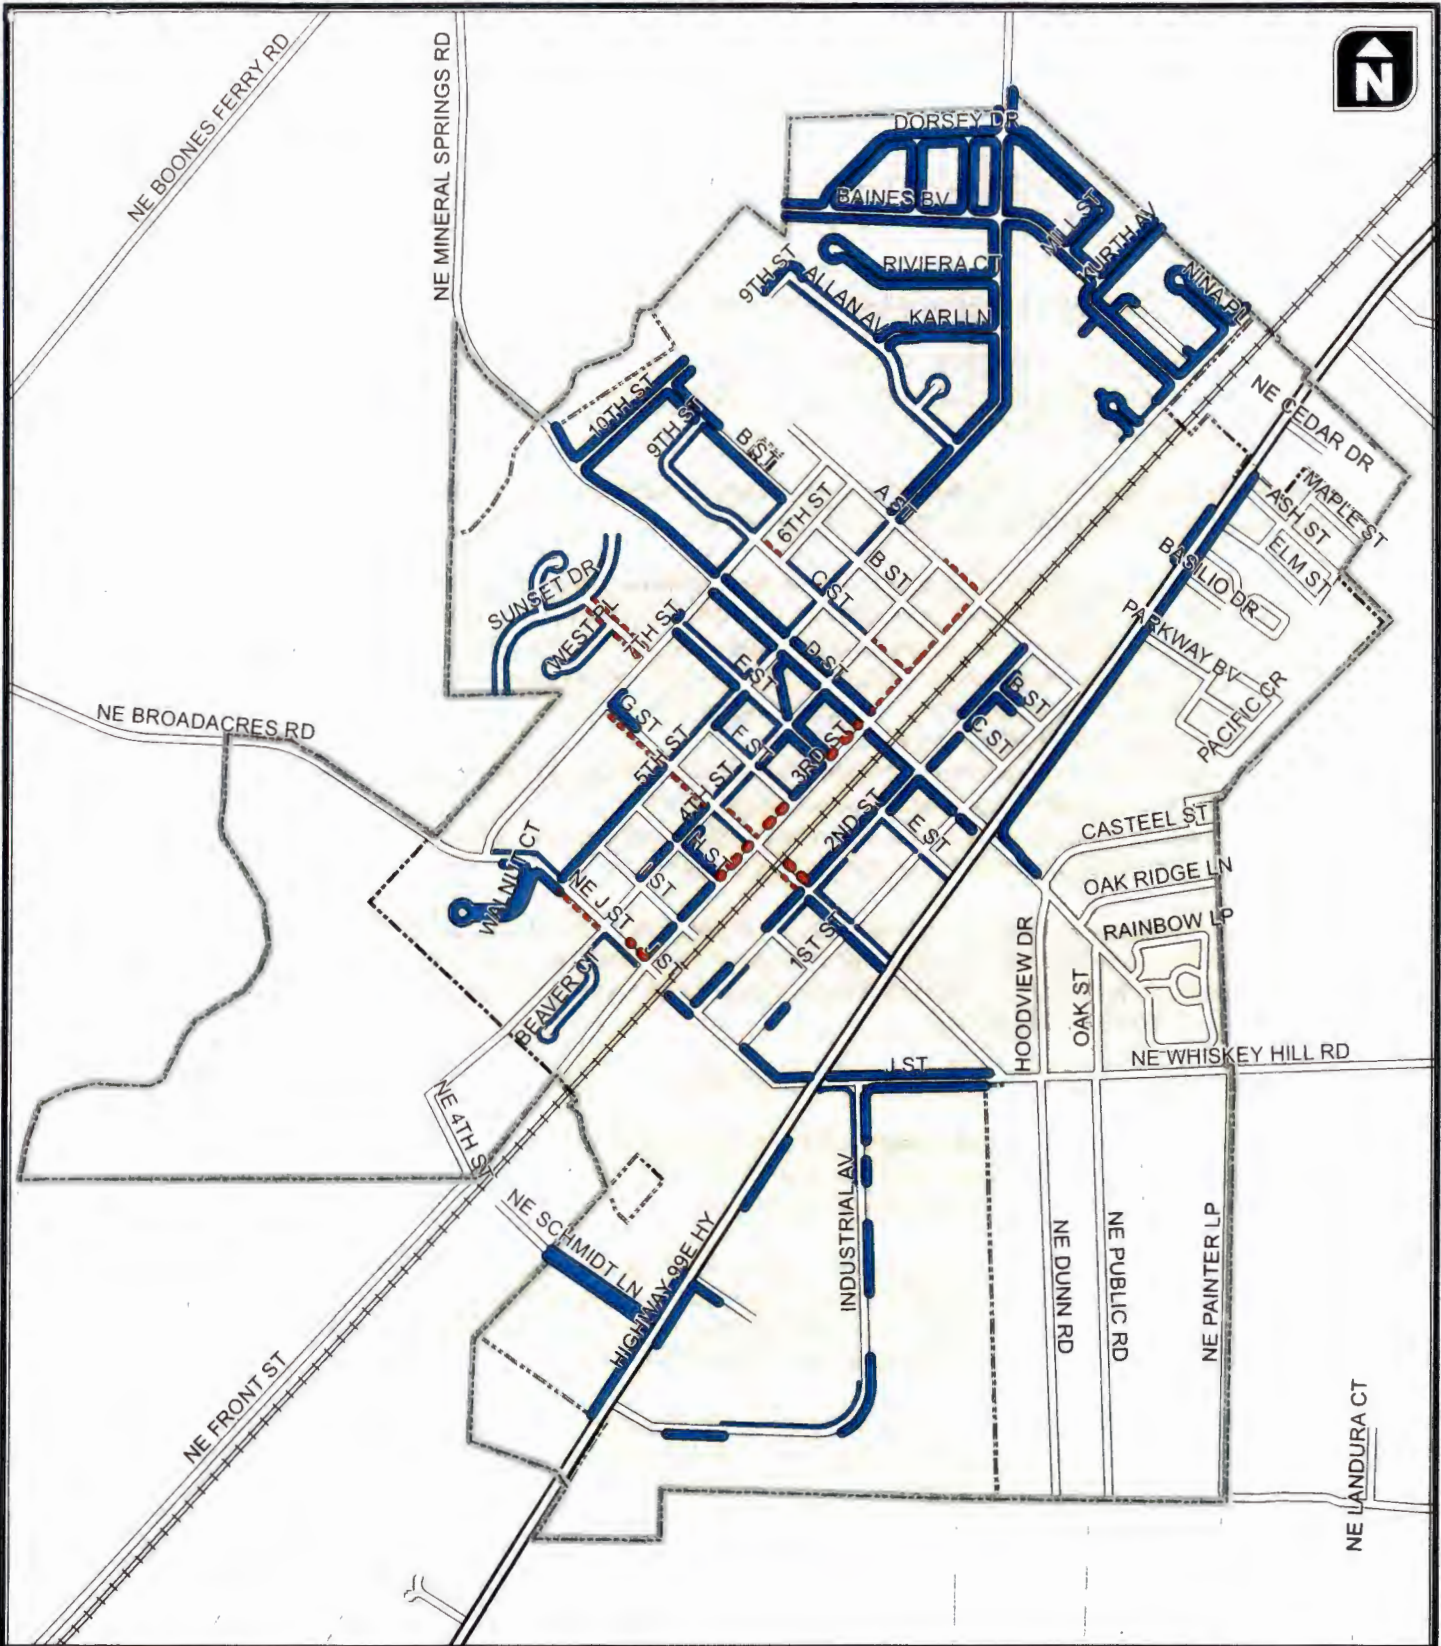 N
NE BOONES FERRY RD
NE MINERAL SPRINGS RD
DORSEY DR
BAINES BV
MILL ST
KURTH AV
NINA PL
RIVIERA CT
9TH ST
ALLAN AV
KARL LN
10TH ST
9TH ST
B ST
NE CEDAR DR
MAPLE ST
ASH ST
ELM ST
6TH ST
A ST
B ST
C ST
BASILIO DR
PARKWAY BV
PACIFIC CR
SUNSET DR
WEST PL
7TH ST
D ST
E ST
G ST
F ST
5TH ST
4TH ST
3RD ST
B ST
C ST
NE BROADACRES RD
2ND ST
E ST
H ST
I ST
CASTEEL ST
OAK RIDGE LN
RAINBOW LP
WALNUT CT
NE J ST
1ST ST
I ST
BEAVER CT
HOODVIEW DR
OAK ST
NE WHISKEY HILL RD
J ST
NE 4TH ST
NE SCHMIDT LN
HIGHWAY 99E HY
INDUSTRIAL AV
NE DUNN RD
NE PUBLIC RD
NE PAINTER LP
NE FRONT ST
NE LANDURA CT